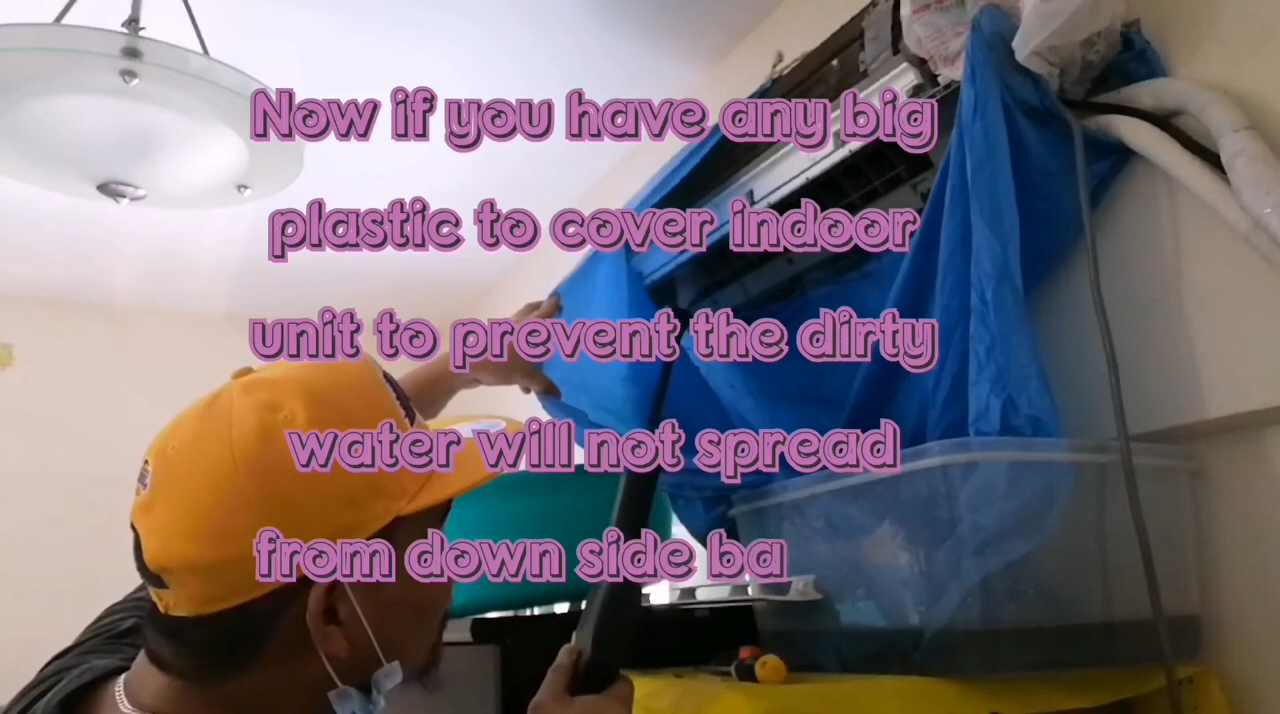 Now if you have any big
plastic to cover indoor
unit to prevent the dirty
water will not spread
from down side ba